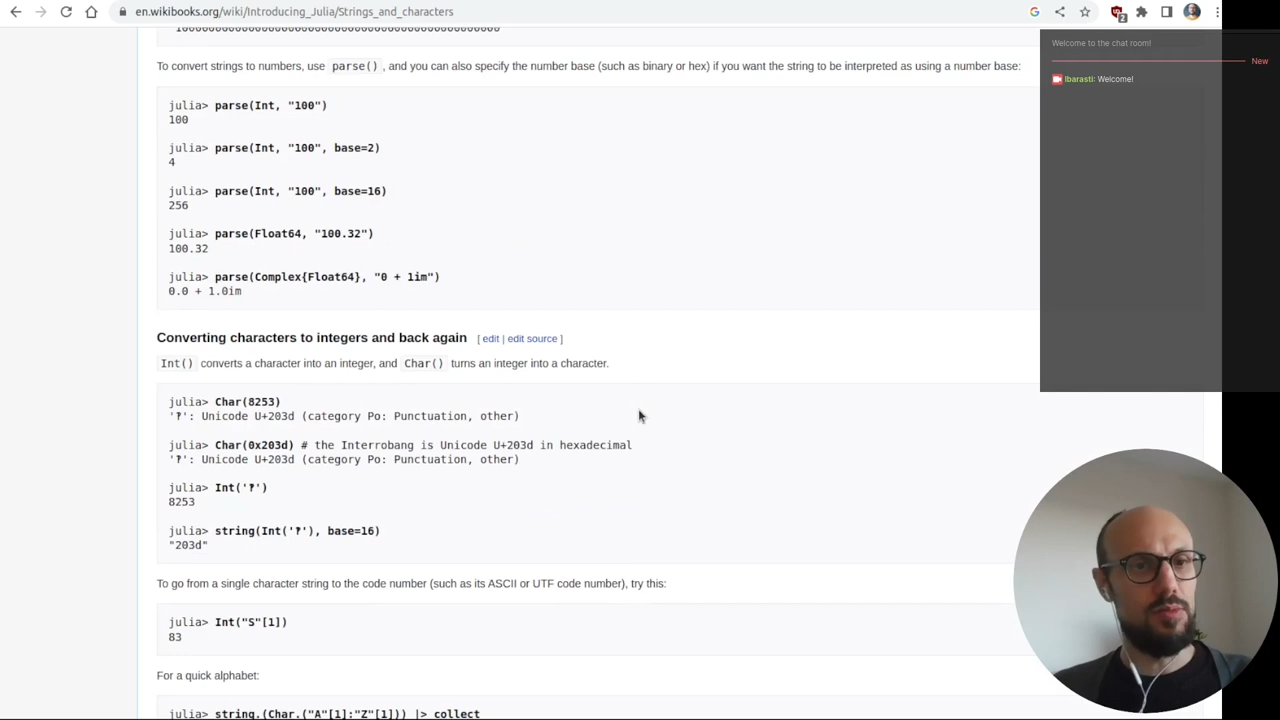 en.wikibooks.org/wiki/Introducing_Julia/Strings_and_characters
2
Welcome to the chat room!
New
lbarasti: Welcome!
To convert strings to numbers, use parse(), and you can also specify the number base (such as binary or hex) if you want the string to be interpreted as using a number base:
julia> parse(Int, "100")
100
julia> parse(Int, "100", base=2)
4
julia> parse(Int, "100", base=16)
256
julia> parse(Float64, "100.32")
100.32
julia> parse(Complex{Float64}, "0 + 1im")
0.0 + 1.0im
Converting characters to integers and back again [ edit | edit source ]
Int() converts a character into an integer, and Char() turns an integer into a character.
julia> Char(8253)
'‽': Unicode U+203d (category Po: Punctuation, other)
julia> Char(0x203d) # the Interrobang is Unicode U+203d in hexadecimal
'‽': Unicode U+203d (category Po: Punctuation, other)
julia> Int('‽')
8253
julia> string(Int('‽'), base=16)
"203d"
To go from a single character string to the code number (such as its ASCII or UTF code number), try this:
julia> Int("S"[1])
83
For a quick alphabet:
julia> string.(Char.("A"[1]:"Z"[1])) |> collect